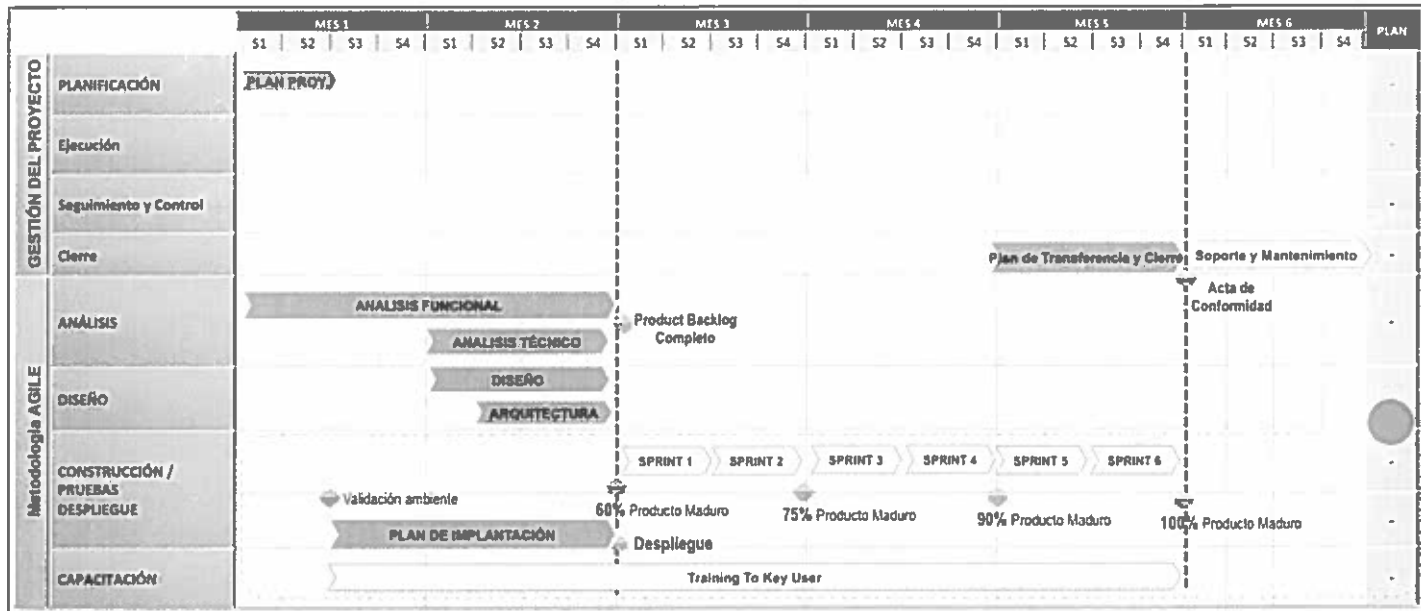 MES 1 MES 2 MES 3 MES 4 MES 5 MES 6 PLAN
S1 S2 S3 S4 S1 S2 S3 S4 S1 S2 S3 S4 S1 S2 S3 S4 S1 S2 S3 S4 S1 S2 S3 S4
GESTIÓN DEL PROYECTO
PLANIFICACIÓN PLAN PROY. -
Ejecución -
Seguimiento y Control -
Cierre Plan de Transferencia y Cierre Soporte y Mantenimiento -
Acta de
Conformidad
Metodología AGILE
ANÁLISIS ANALISIS FUNCIONAL -
Product Backlog
Completo
ANALISIS TÉCNICO
DISEÑO DISEÑO
ARQUITECTURA
CONSTRUCCIÓN /
PRUEBAS
DESPLIEGUE
SPRINT 1 SPRINT 2 SPRINT 3 SPRINT 4 SPRINT 5 SPRINT 6 -
Validación ambiente
60% Producto Maduro 75% Producto Maduro 90% Producto Maduro 100% Producto Maduro -
PLAN DE IMPLANTACIÓN Despliegue
CAPACITACIÓN Training To Key User -